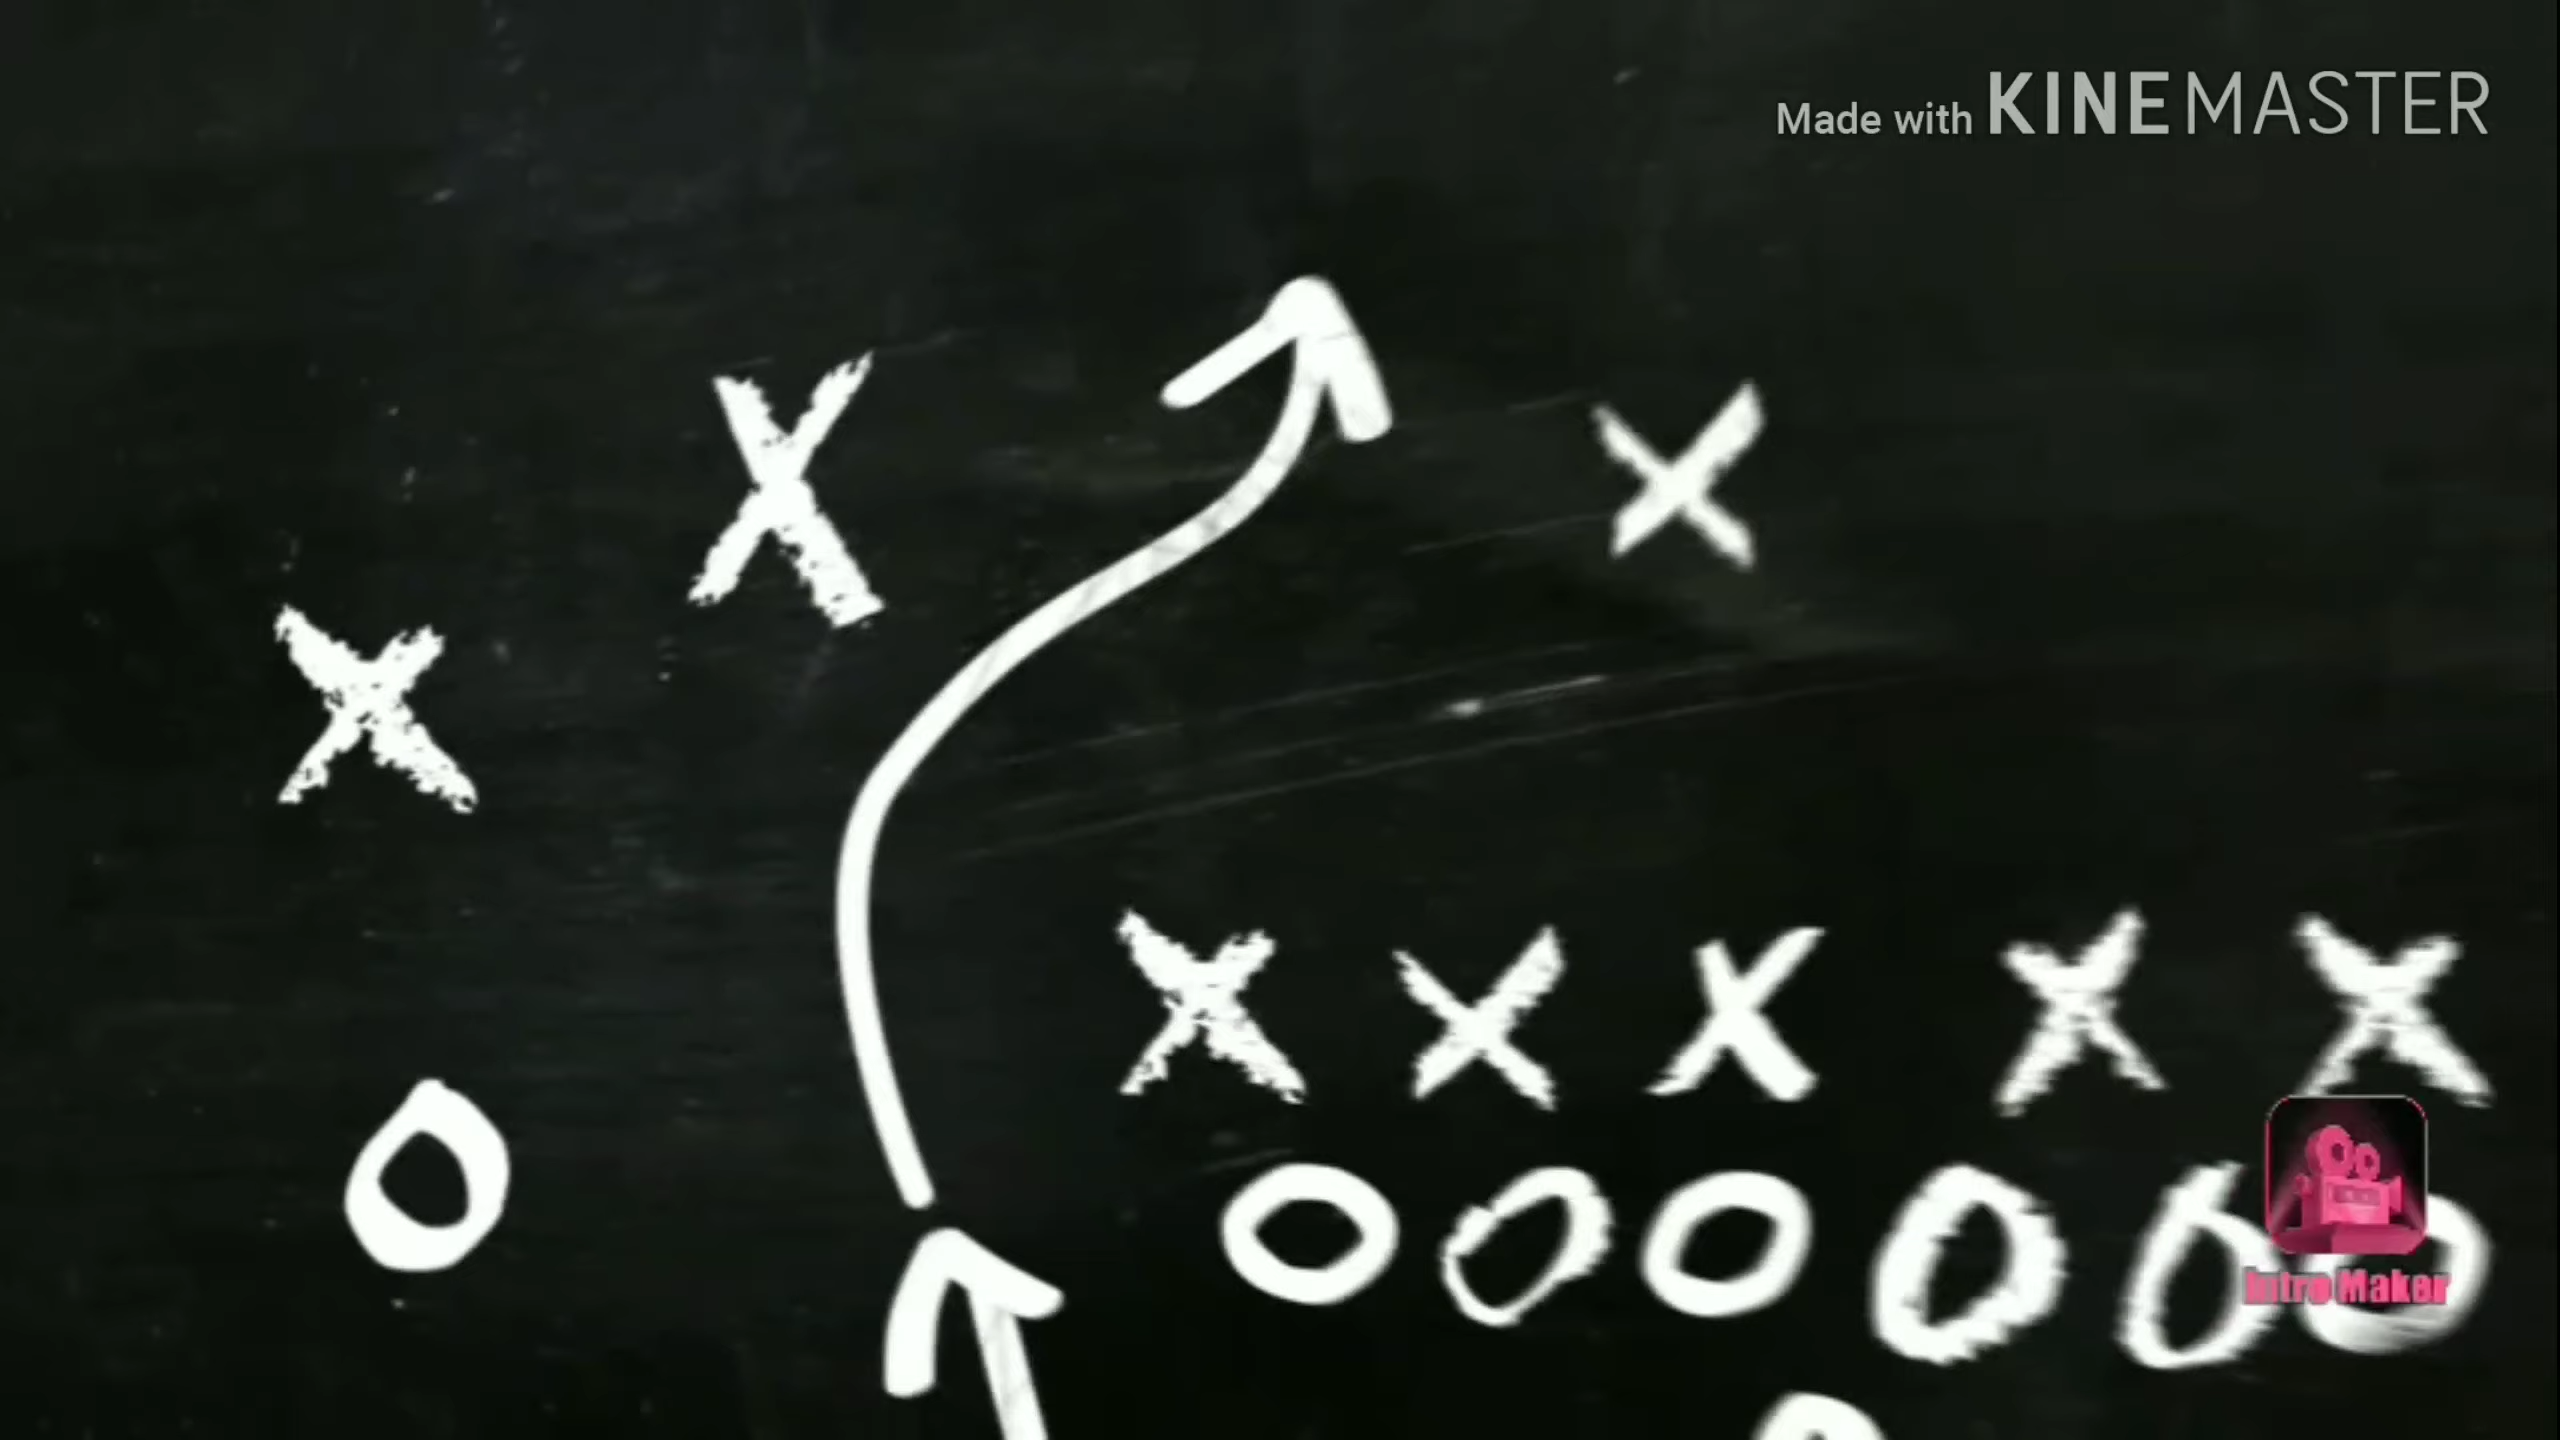 Made with KINEMASTER
X
X
X
X X X X X
O
O O O O O O
Intro Maker